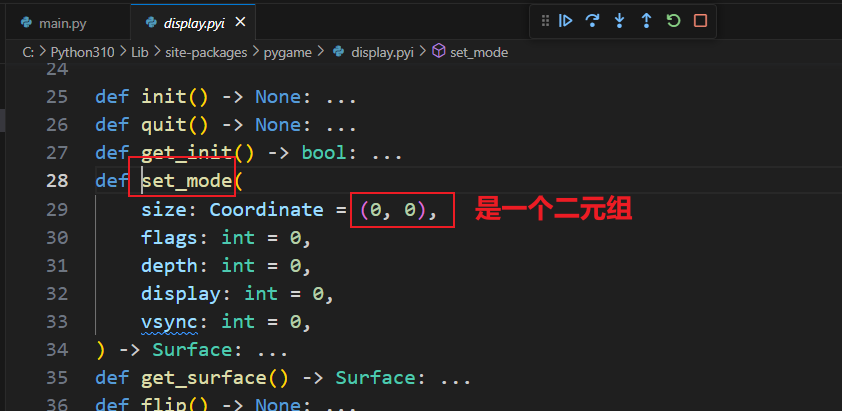 main.py
display.pyi
C: > Python310 > Lib > site-packages > pygame > display.pyi > set_mode
24
25 def init() -> None: ...
26 def quit() -> None: ...
27 def get_init() -> bool: ...
28 def set_mode(
29 size: Coordinate = (0, 0), 是一个二元组
30 flags: int = 0,
31 depth: int = 0,
32 display: int = 0,
33 vsync: int = 0,
34 ) -> Surface: ...
35 def get_surface() -> Surface: ...
36 def flip() -> None: ...